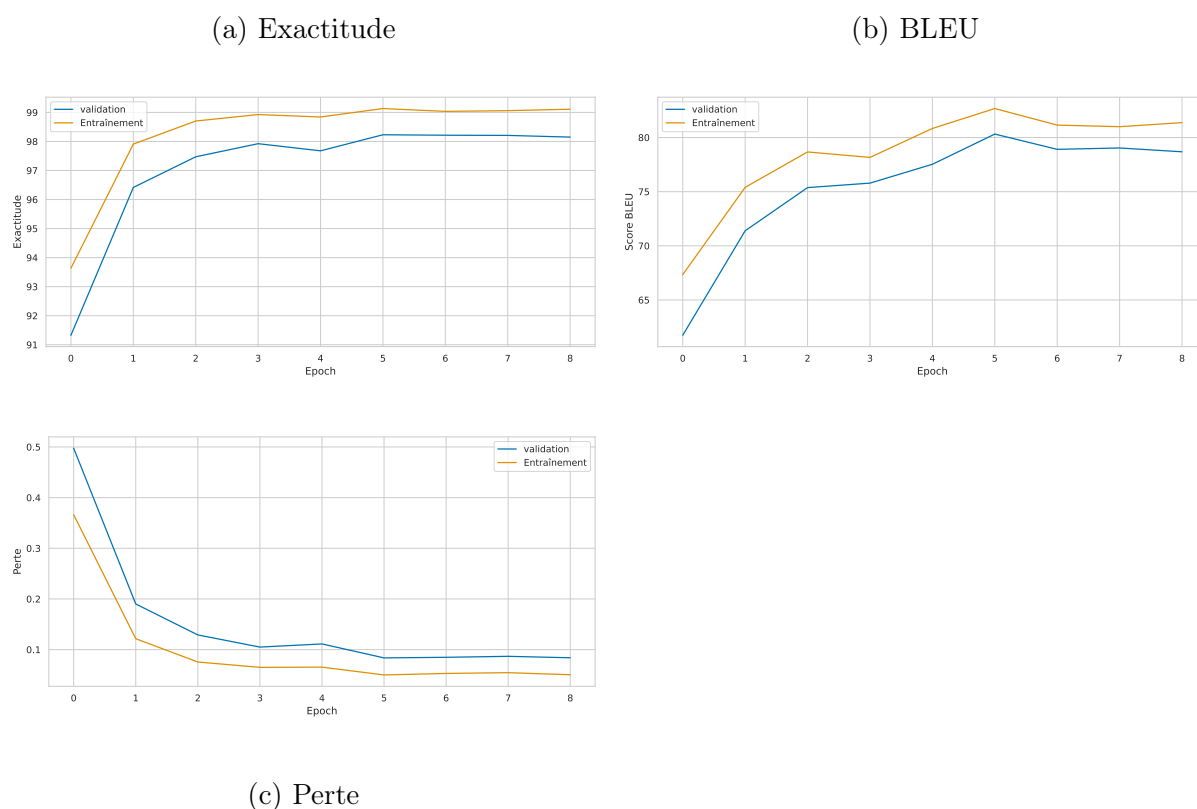 (a) Exactitude
(b) BLEU
validation
Entraînement
99
98
97
96
95
94
93
92
91
Exactitude
0 1 2 3 4 5 6 7 8
Epoch
validation
Entraînement
80
75
70
65
Score BLEU
0 1 2 3 4 5 6 7 8
Epoch
validation
Entraînement
0.5
0.4
0.3
0.2
0.1
Perte
0 1 2 3 4 5 6 7 8
Epoch
(c) Perte